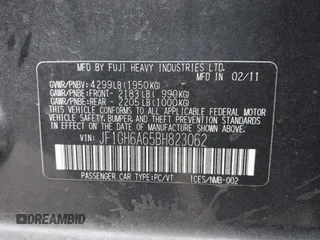 MFD BY FUJI HEAVY INDUSTRIES LTD.
MFD IN 02/11
GVWR/PNBV: 4299LB(1950KG)
GAWR/PNBE:FRONT- 2183LB( 990KG)
GAWR/PNBE:REAR - 2205LB(1000KG)
THIS VEHICLE CONFORMS TO ALL APPLICABLE
FEDERAL MOTOR VEHICLE SAFETY, BUMPER, AND
THEFT PREVENTION STANDARDS IN EFFECT ON
THE DATE OF MANUFACTURE SHOWN ABOVE.
VIN: JF1GH6A65BH823062
PASSENGER CAR TYPE:PC/VT
ICES/NMB-002
DREAMBID